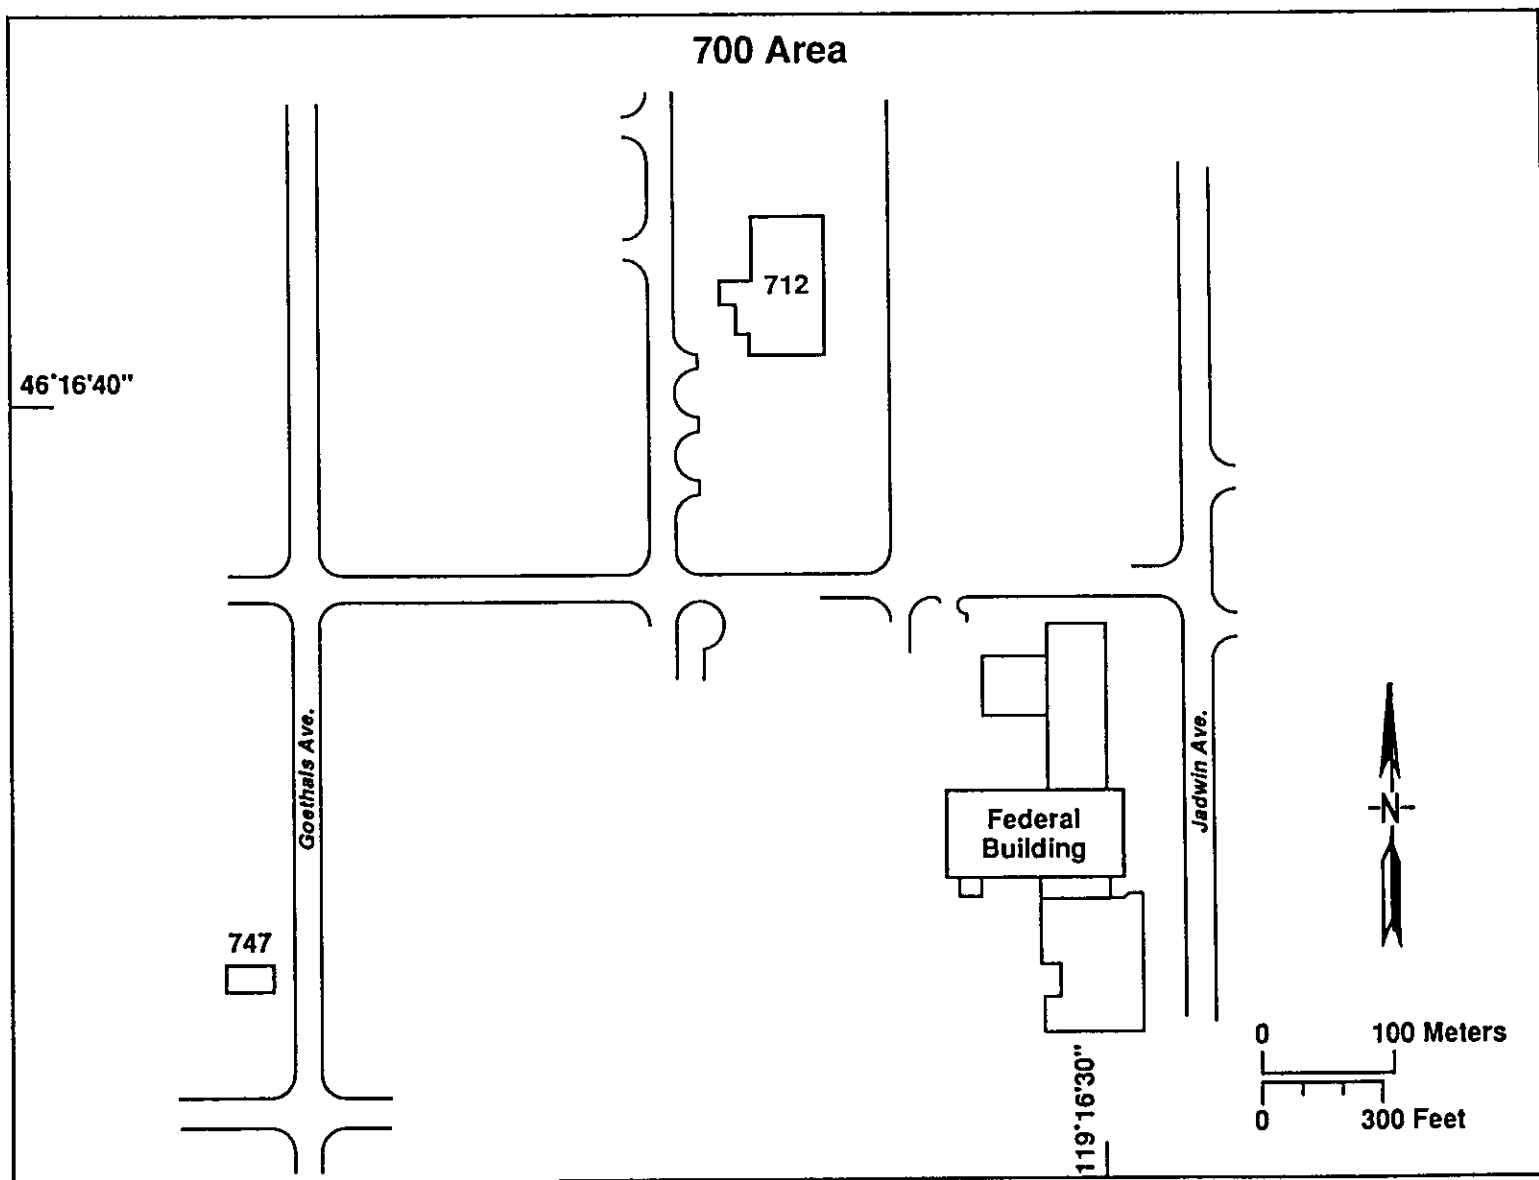 700 Area
712
46°16'40"
Goethals Ave.
Jadwin Ave.
N
Federal
Building
747
0 100 Meters
0 300 Feet
119°16'30"